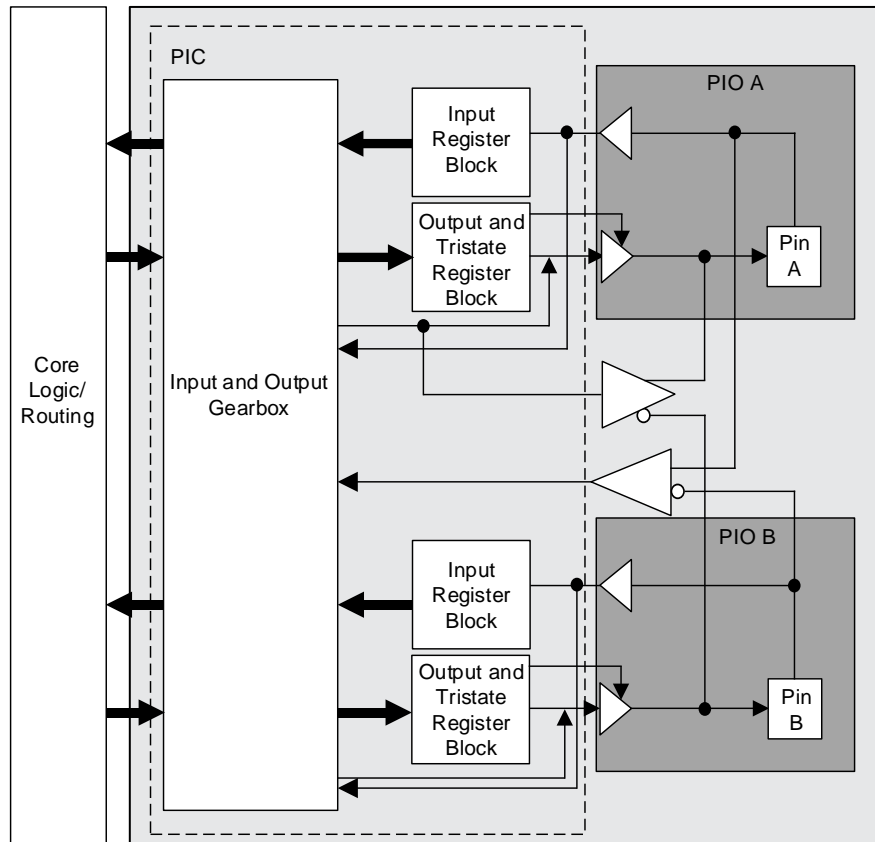 PIC
PIO A
Input
Register
Block
Output and
Tristate
Register
Block
Pin
A
Core
Logic/
Routing
Input and Output
Gearbox
PIO B
Input
Register
Block
Output and
Tristate
Register
Block
Pin
B